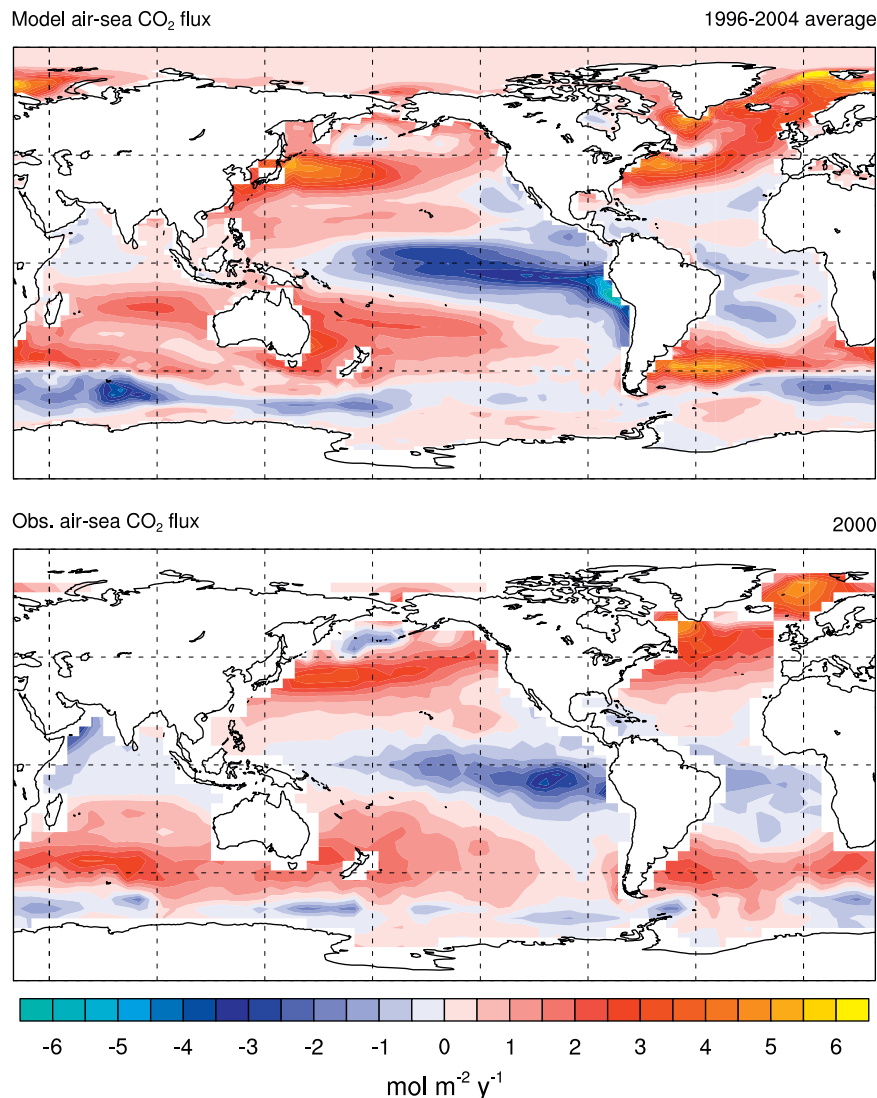 Model air-sea CO₂ flux 1996-2004 average
Obs. air-sea CO₂ flux 2000
-6 -5 -4 -3 -2 -1 0 1 2 3 4 5 6
mol m⁻² y⁻¹